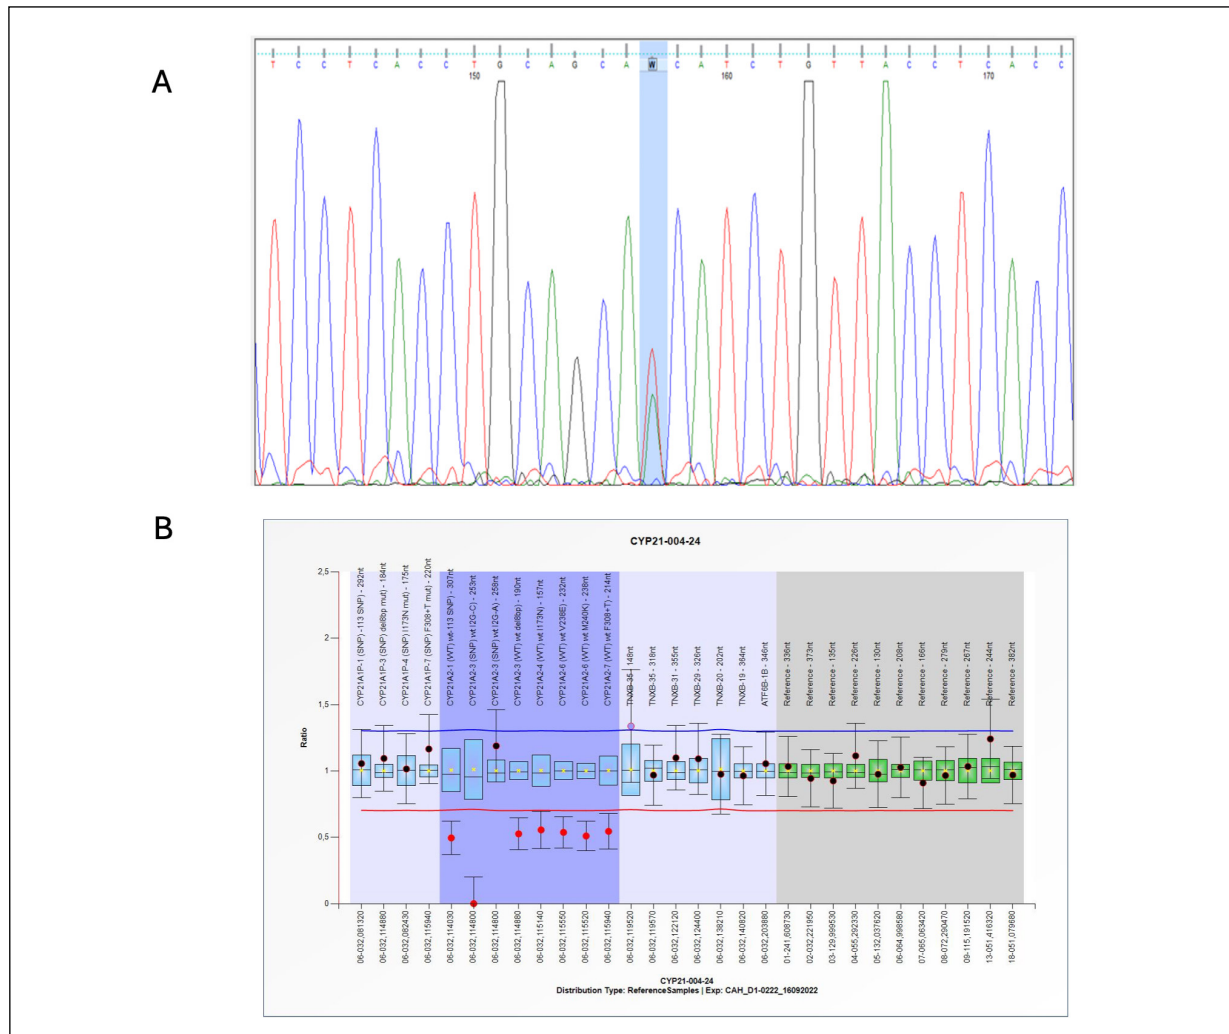 A
T C C T C A C C T G C A G C A W C A T C T G T T A C C T C A C C
150 160 170
B
CYP21-004-24
Ratio
2,5
2
1,5
1
0,5
0
CYP21A1P-1 (SNP) -113 SNP) - 292nt
CYP21A1P-3 (SNP) del8bp mut) - 184nt
CYP21A1P-4 (SNP) I173N mut) - 175nt
CYP21A1P-7 (SNP) F308+T mut) - 220nt
CYP21A2-1 (WT) wt-113 SNP) - 307nt
CYP21A2-3 (SNP) wt I2G-C) - 253nt
CYP21A2-3 (SNP) wt I2G-A) - 258nt
CYP21A2-3 (WT) wt del8bp) - 190nt
CYP21A2-4 (WT) wt I173N) - 157nt
CYP21A2-6 (WT) wt V238E) - 232nt
CYP21A2-6 (WT) wt M240K) - 238nt
CYP21A2-7 (WT) wt F308+T) - 214nt
TNXB-35 - 148nt
TNXB-35 - 318nt
TNXB-31 - 355nt
TNXB-29 - 326nt
TNXB-20 - 202nt
TNXB-19 - 364nt
ATF6B-1B - 346nt
Reference - 336nt
Reference - 373nt
Reference - 135nt
Reference - 226nt
Reference - 130nt
Reference - 208nt
Reference - 166nt
Reference - 279nt
Reference - 267nt
Reference - 244nt
Reference - 382nt
06-032,081320
06-032,114880
06-032,082430
06-032,115940
06-032,114030
06-032,114800
06-032,114800
06-032,114880
06-032,115140
06-032,115550
06-032,115520
06-032,115940
06-032,119520
06-032,119570
06-032,122120
06-032,124400
06-032,138210
06-032,140820
06-032,203880
01-241,608730
02-032,221950
03-129,999530
04-055,292330
05-132,037620
06-064,998580
07-065,063420
08-072,290470
09-115,191520
13-051,416320
18-051,079680
CYP21-004-24
Distribution Type: ReferenceSamples | Exp: CAH_D1-0222_16092022